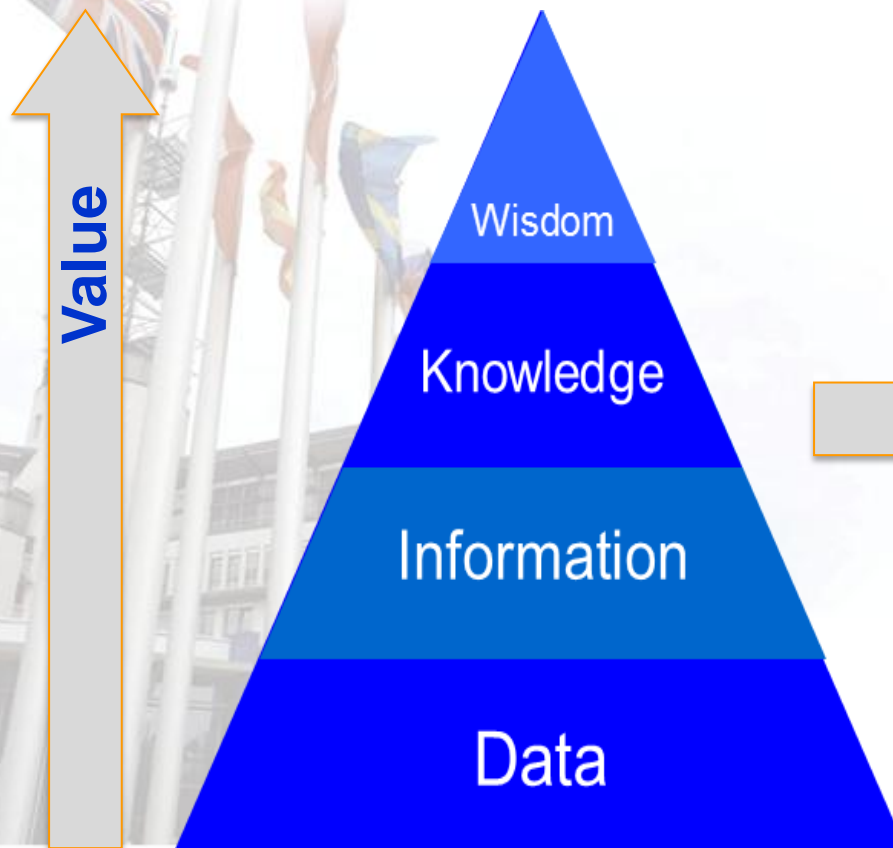 Value
Wisdom
Knowledge
Information
Data